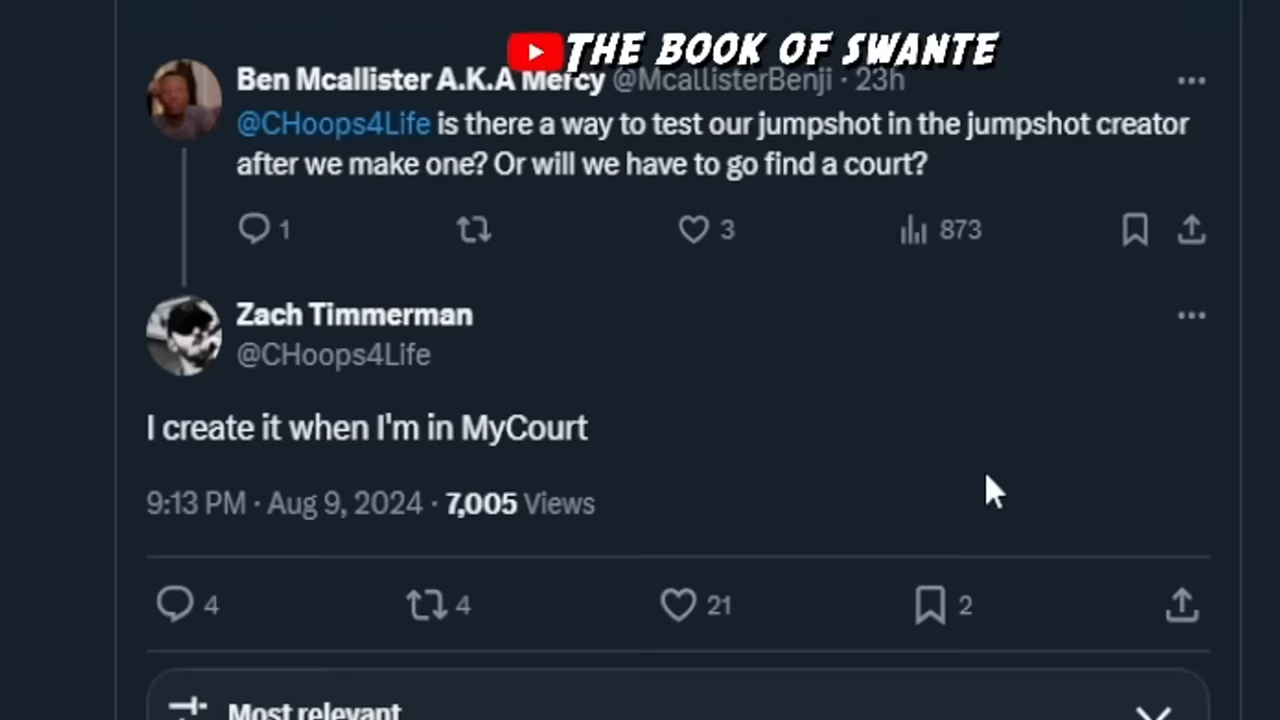 THE BOOK OF SWANTE
Ben Mcallister A.K.A Mercy @McallisterBenji · 23h
@CHoops4Life is there a way to test our jumpshot in the jumpshot creator
after we make one? Or will we have to go find a court?
1 3 873
Zach Timmerman
@CHoops4Life
I create it when I'm in MyCourt
9:13 PM · Aug 9, 2024 · 7,005 Views
4 4 21 2
Most relevant